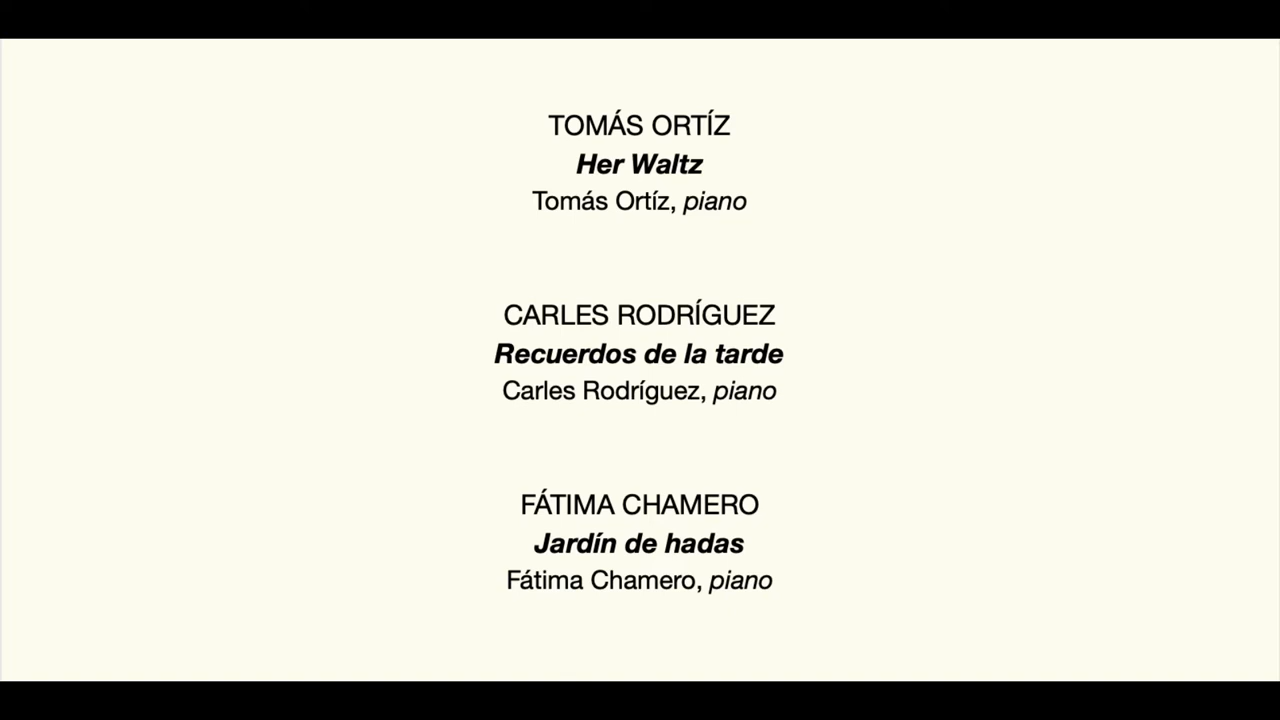 TOMÁS ORTÍZ
Her Waltz
Tomás Ortíz, piano
CARLES RODRÍGUEZ
Recuerdos de la tarde
Carles Rodríguez, piano
FÁTIMA CHAMERO
Jardín de hadas
Fátima Chamero, piano